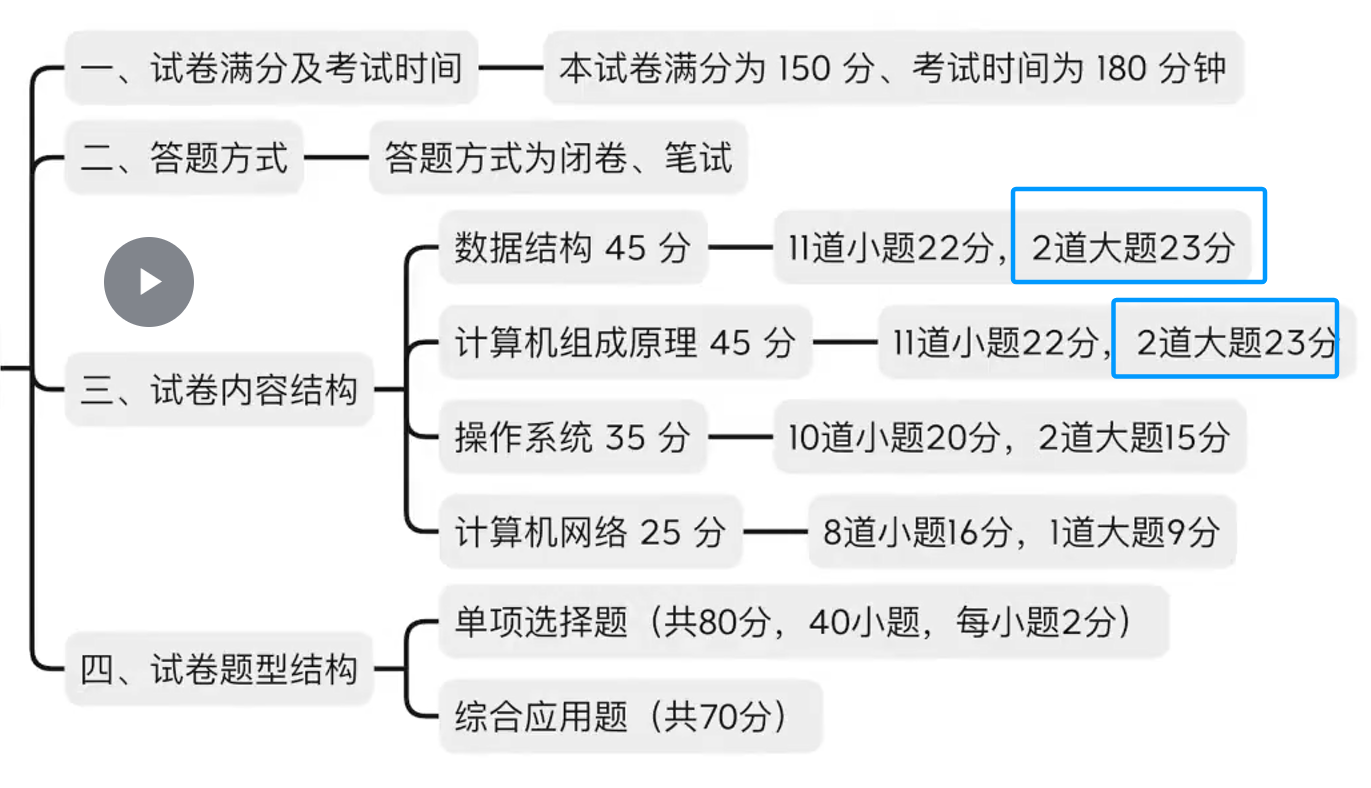 一、试卷满分及考试时间
本试卷满分为 150 分、考试时间为 180 分钟
二、答题方式
答题方式为闭卷、笔试
三、试卷内容结构
数据结构 45 分
11道小题22分，2道大题23分
计算机组成原理 45 分
11道小题22分，2道大题23分
操作系统 35 分
10道小题20分，2道大题15分
计算机网络 25 分
8道小题16分，1道大题9分
四、试卷题型结构
单项选择题（共80分，40小题，每小题2分）
综合应用题（共70分）